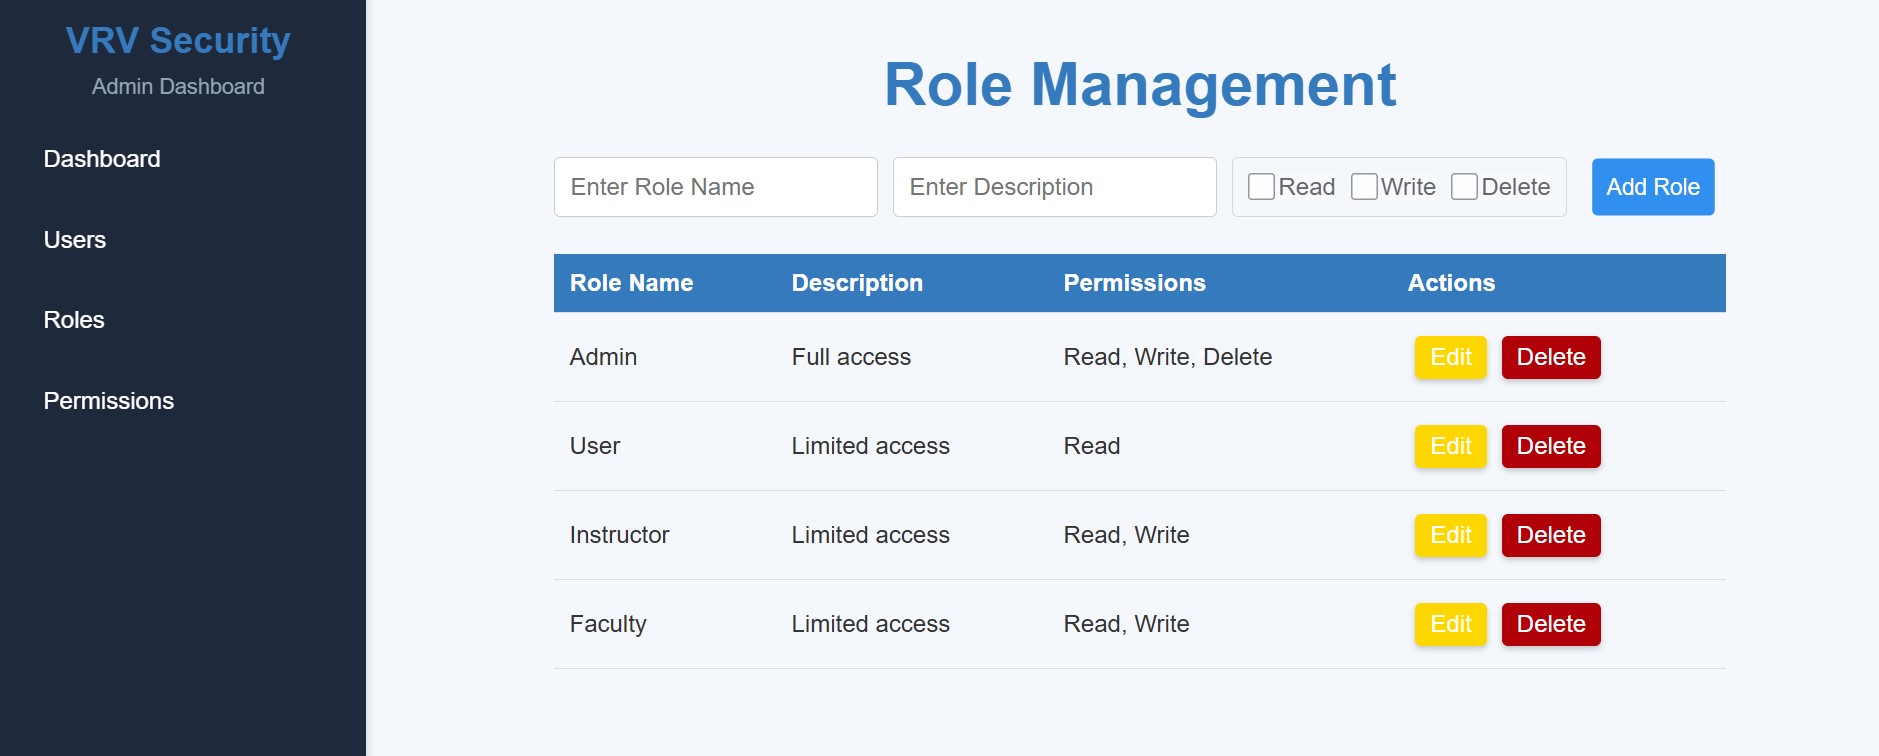 VRV Security
Admin Dashboard
Dashboard
Users
Roles
Permissions
Role Management
Enter Role Name Enter Description Read Write Delete Add Role
Role Name Description Permissions Actions
Admin Full access Read, Write, Delete Edit Delete
User Limited access Read Edit Delete
Instructor Limited access Read, Write Edit Delete
Faculty Limited access Read, Write Edit Delete